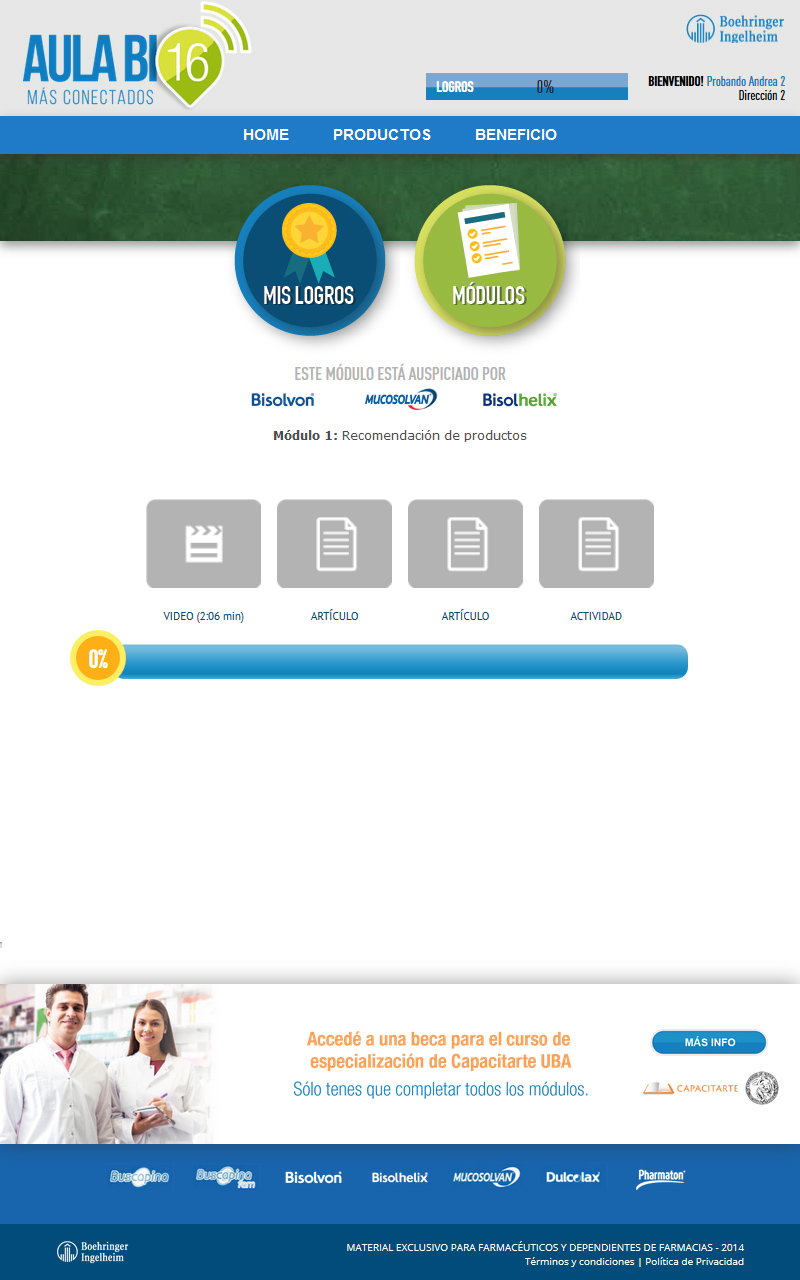 AULA BI 16
MÁS CONECTADOS
Boehringer
Ingelheim
LOGROS 0%
BIENVENIDO! Probando Andrea 2
Dirección 2
HOME PRODUCTOS BENEFICIO
MIS LOGROS MÓDULOS
ESTE MÓDULO ESTÁ AUSPICIADO POR
Bisolvon MUCOSOLVAN Bisolhelix
Módulo 1: Recomendación de productos
VIDEO (2:06 min) ARTÍCULO ARTÍCULO ACTIVIDAD
0%
Accedé a una beca para el curso de
especialización de Capacitarte UBA
Sólo tenes que completar todos los módulos.
MÁS INFO
CAPACITARTE
Buscapina Buscapina fem Bisolvon Bisolhelix MUCOSOLVAN Dulcolax Pharmaton
Boehringer
Ingelheim
MATERIAL EXCLUSIVO PARA FARMACÉUTICOS Y DEPENDIENTES DE FARMACIAS - 2014
Términos y condiciones | Política de Privacidad